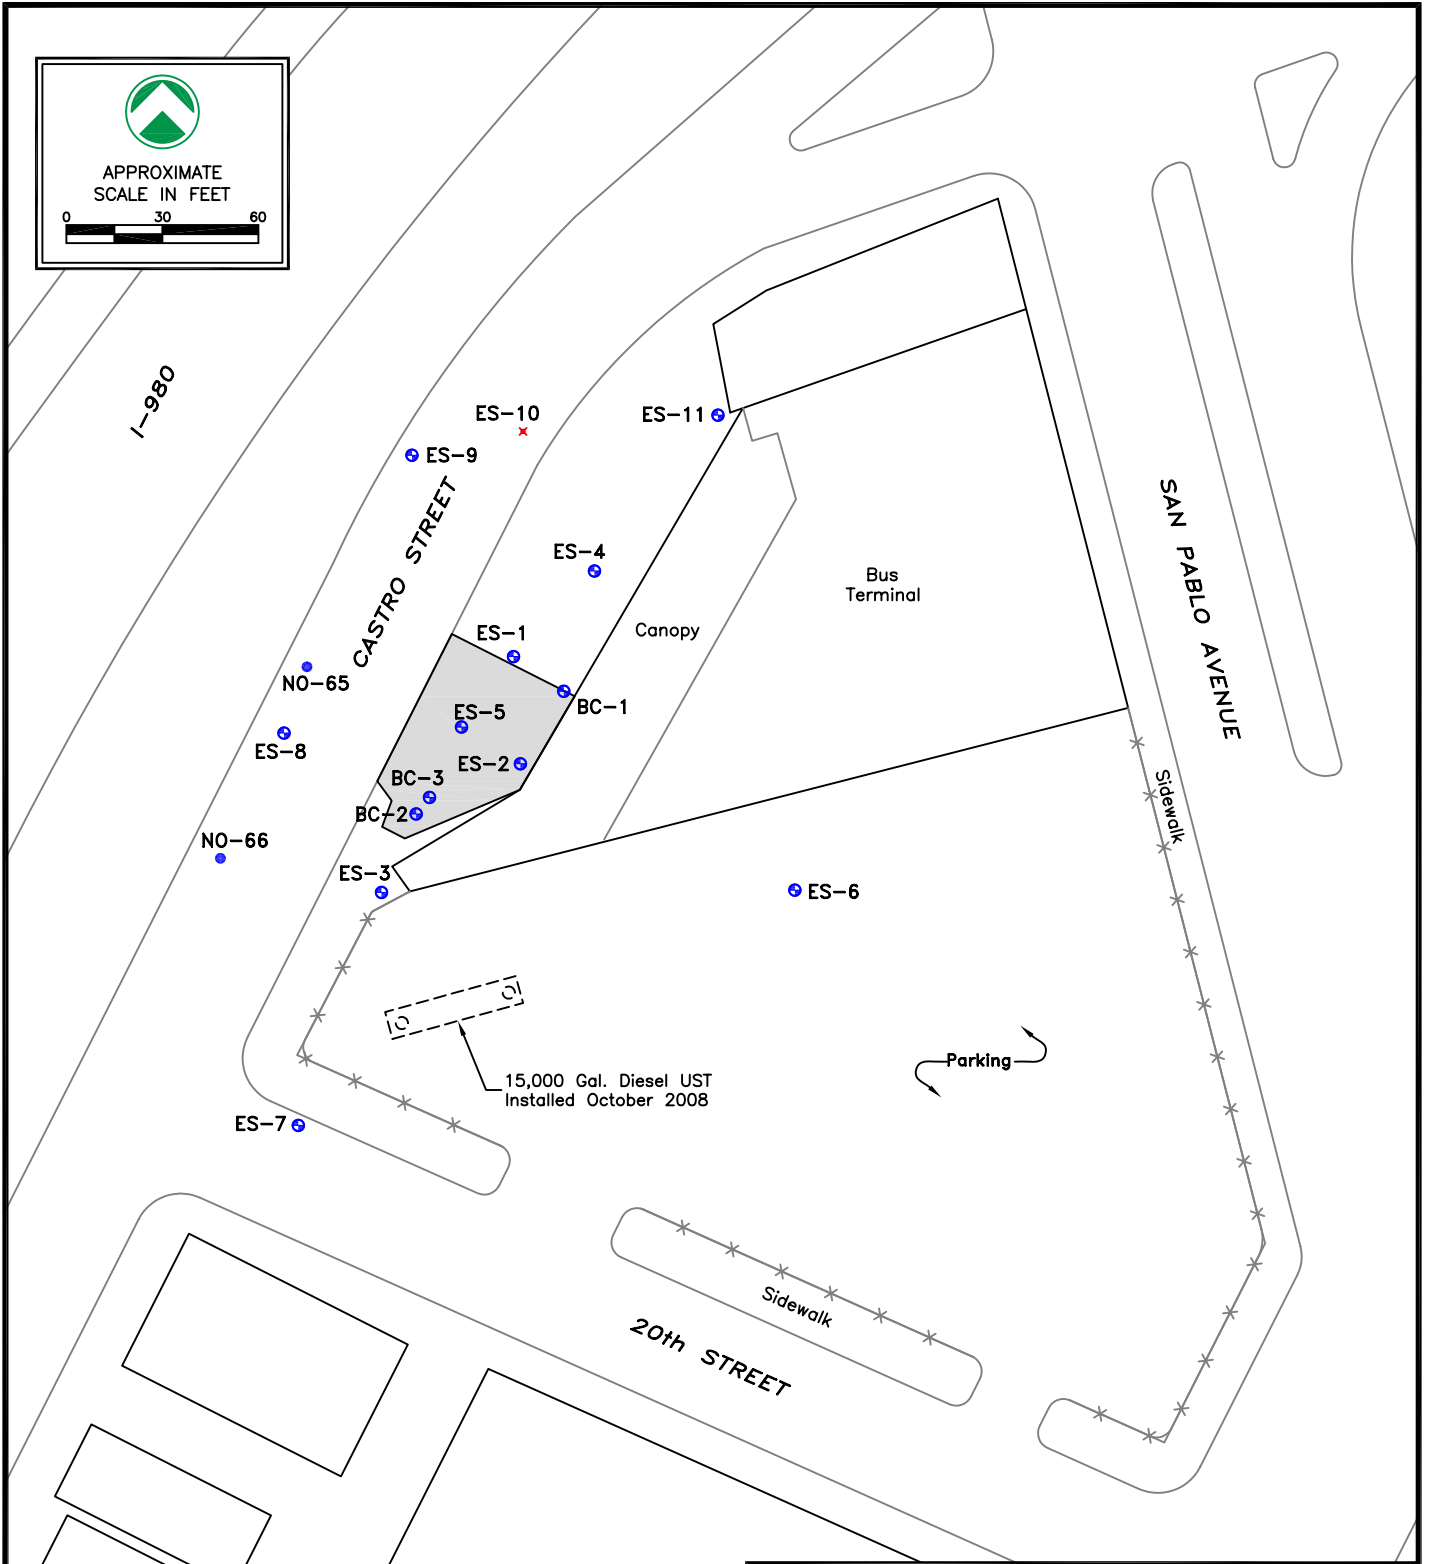 APPROXIMATE
SCALE IN FEET
0 30 60
I-980
ES-10
ES-11
ES-9
CASTRO STREET
SAN PABLO AVENUE
ES-4
Bus
Terminal
Canopy
ES-1
NO-65
BC-1
ES-5
ES-8
ES-2
BC-3
BC-2
Sidewalk
NO-66
ES-3
ES-6
Parking
15,000 Gal. Diesel UST
Installed October 2008
ES-7
Sidewalk
20th STREET